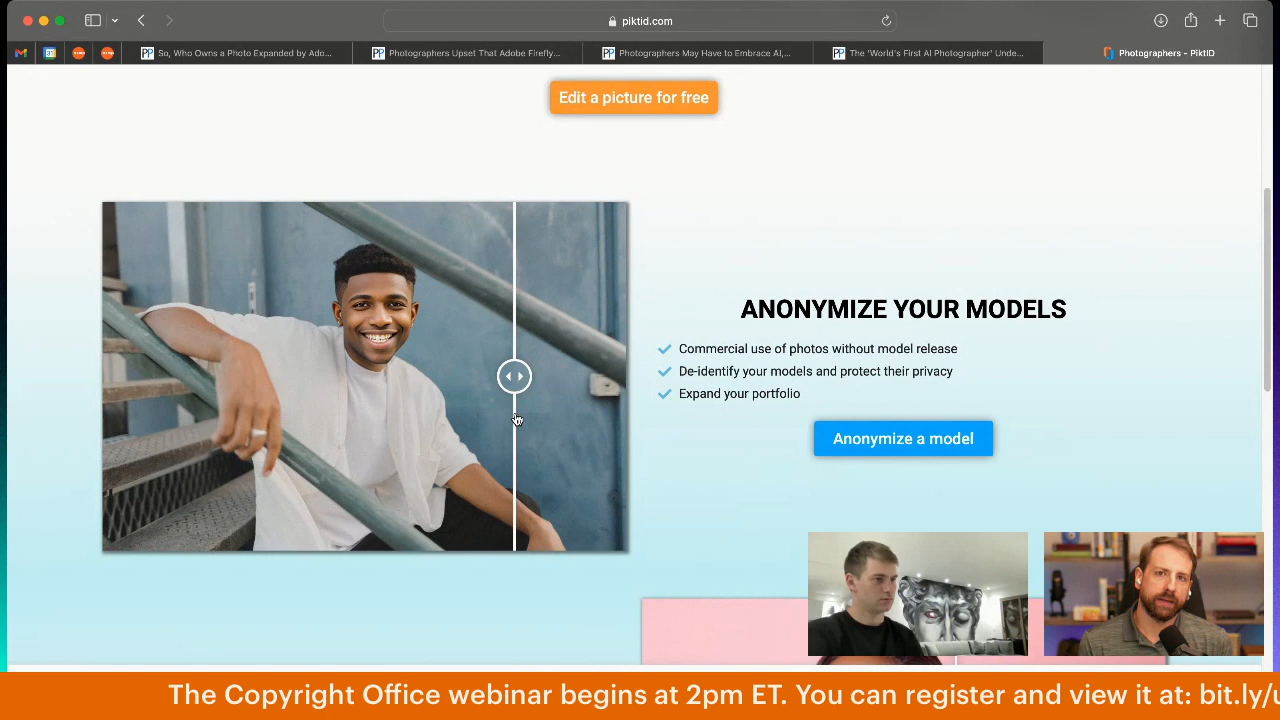 piktid.com
So, Who Owns a Photo Expanded by Ado...
Photographers Upset That Adobe Firefly...
Photographers May Have to Embrace AI,...
The 'World's First AI Photographer' Unde...
Photographers - PiktID
Edit a picture for free
ANONYMIZE YOUR MODELS
Commercial use of photos without model release
De-identify your models and protect their privacy
Expand your portfolio
Anonymize a model
The Copyright Office webinar begins at 2pm ET. You can register and view it at: bit.ly/u